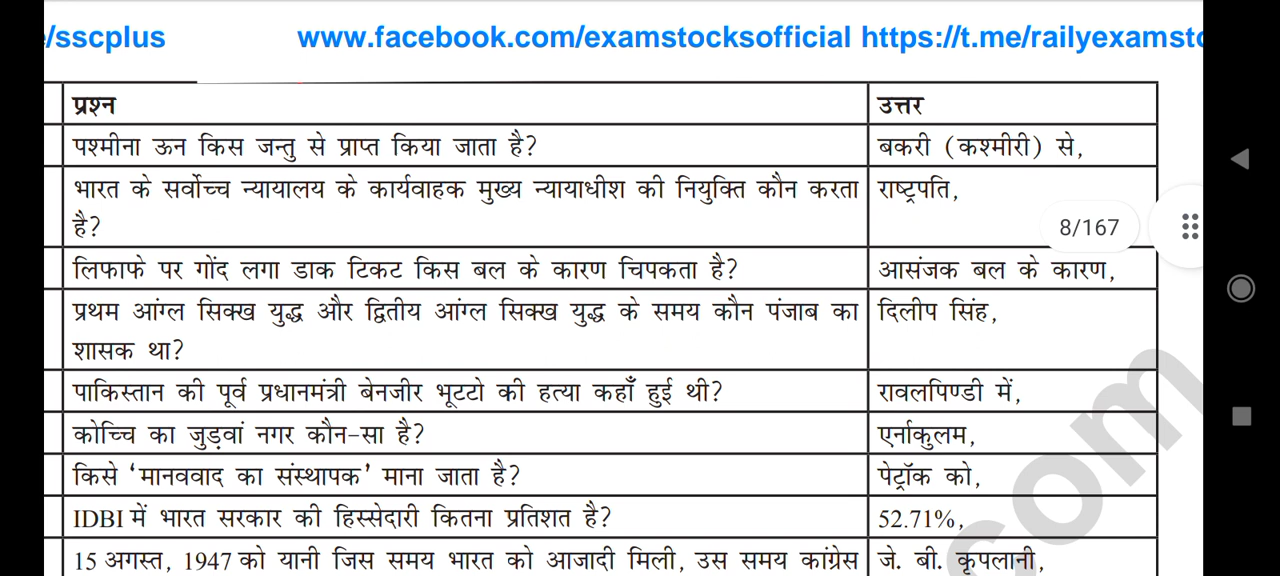 /sscplus www.facebook.com/examstocksofficial https://t.me/railyexamsto
प्रश्न उत्तर
पश्मीना ऊन किस जन्तु से प्राप्त किया जाता है? बकरी (कश्मीरी) से,
भारत के सर्वोच्च न्यायालय के कार्यवाहक मुख्य न्यायाधीश की नियुक्ति कौन करता राष्ट्रपति,
है?
8/167
लिफाफे पर गोंद लगा डाक टिकट किस बल के कारण चिपकता है? आसंजक बल के कारण,
प्रथम आंग्ल सिक्ख युद्ध और द्वितीय आंग्ल सिक्ख युद्ध के समय कौन पंजाब का दिलीप सिंह,
शासक था?
पाकिस्तान की पूर्व प्रधानमंत्री बेनजीर भूटटो की हत्या कहाँ हुई थी? रावलपिण्डी में,
कोच्चि का जुड़वां नगर कौन-सा है? एर्नाकुलम,
किसे ‘मानववाद का संस्थापक’ माना जाता है? पेट्रॉक को,
IDBI में भारत सरकार की हिस्सेदारी कितना प्रतिशत है? 52.71%,
15 अगस्त, 1947 को यानी जिस समय भारत को आजादी मिली, उस समय कांग्रेस जे. बी. कृपलानी,
com